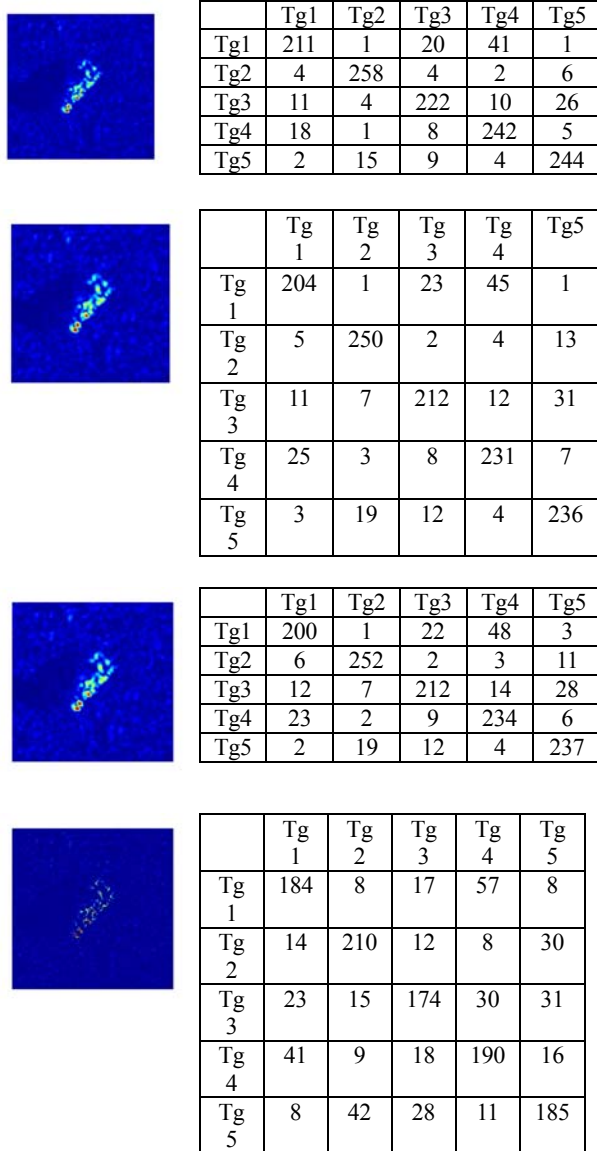 Tg1 Tg2 Tg3 Tg4 Tg5
Tg1 211 1 20 41 1
Tg2 4 258 4 2 6
Tg3 11 4 222 10 26
Tg4 18 1 8 242 5
Tg5 2 15 9 4 244
Tg Tg Tg Tg Tg5
1 2 3 4
Tg 204 1 23 45 1
1
Tg 5 250 2 4 13
2
Tg 11 7 212 12 31
3
Tg 25 3 8 231 7
4
Tg 3 19 12 4 236
5
Tg1 Tg2 Tg3 Tg4 Tg5
Tg1 200 1 22 48 3
Tg2 6 252 2 3 11
Tg3 12 7 212 14 28
Tg4 23 2 9 234 6
Tg5 2 19 12 4 237
Tg Tg Tg Tg Tg
1 2 3 4 5
Tg 184 8 17 57 8
1
Tg 14 210 12 8 30
2
Tg 23 15 174 30 31
3
Tg 41 9 18 190 16
4
Tg 8 42 28 11 185
5